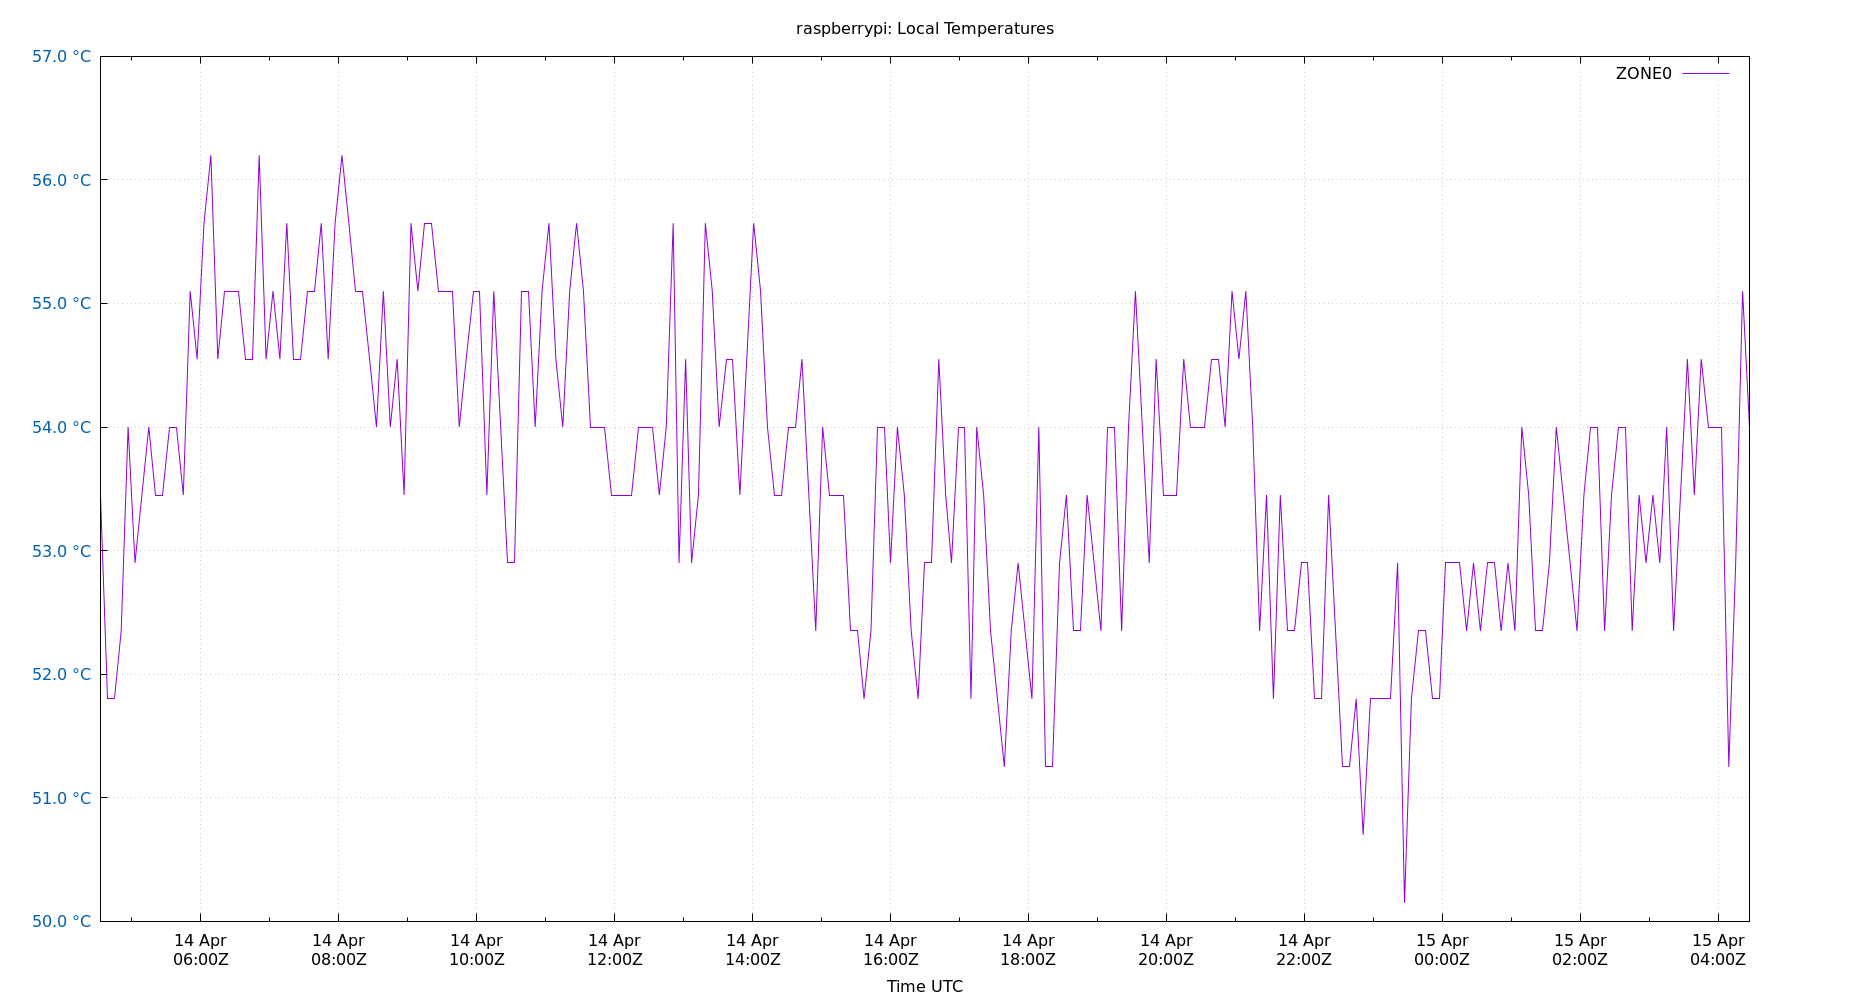 raspberrypi: Local Temperatures
57.0 °C
ZONE0
56.0 °C
55.0 °C
54.0 °C
53.0 °C
52.0 °C
51.0 °C
50.0 °C
14 Apr 14 Apr 14 Apr 14 Apr 14 Apr 14 Apr 14 Apr 14 Apr 14 Apr 15 Apr 15 Apr 15 Apr
06:00Z 08:00Z 10:00Z 12:00Z 14:00Z 16:00Z 18:00Z 20:00Z 22:00Z 00:00Z 02:00Z 04:00Z
Time UTC